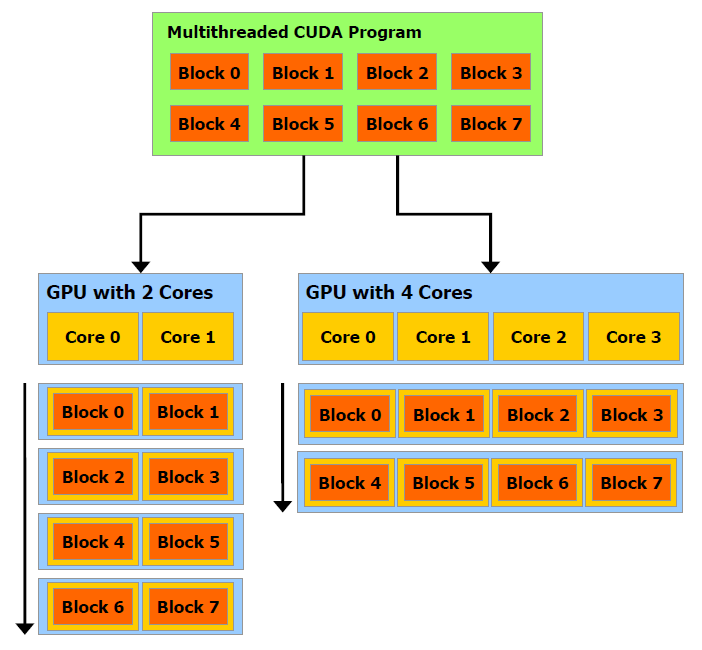 Multithreaded CUDA Program
Block 0 Block 1 Block 2 Block 3
Block 4 Block 5 Block 6 Block 7
GPU with 2 Cores
Core 0 Core 1
Block 0 Block 1
Block 2 Block 3
Block 4 Block 5
Block 6 Block 7
GPU with 4 Cores
Core 0 Core 1 Core 2 Core 3
Block 0 Block 1 Block 2 Block 3
Block 4 Block 5 Block 6 Block 7